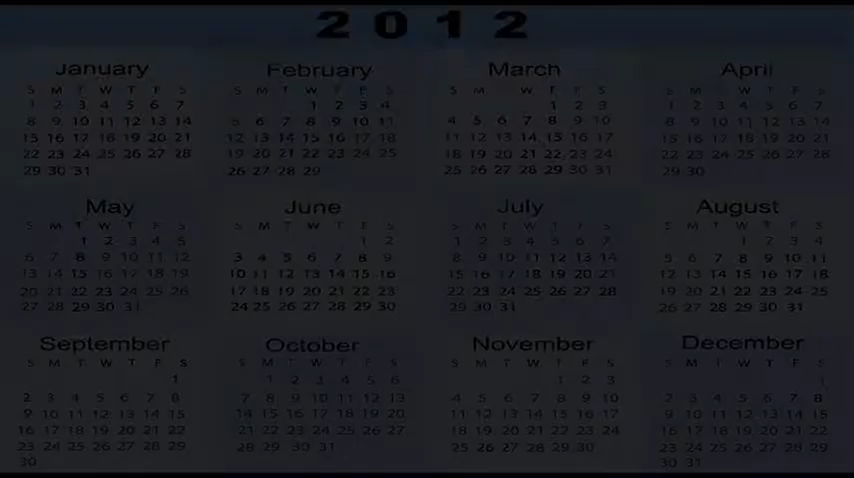 2012
January February March April
S M T W T F S S M T W T F S S M T W T F S S M T W T F S
1 2 3 4 5 6 7 1 2 3 4 1 2 3 1 2 3 4 5 6 7
8 9 10 11 12 13 14 5 6 7 8 9 10 11 4 5 6 7 8 9 10 8 9 10 11 12 13 14
15 16 17 18 19 20 21 12 13 14 15 16 17 18 11 12 13 14 15 16 17 15 16 17 18 19 20 21
22 23 24 25 26 27 28 19 20 21 22 23 24 25 18 19 20 21 22 23 24 22 23 24 25 26 27 28
29 30 31 26 27 28 29 25 26 27 28 29 30 31 29 30
May June July August
S M T W T F S S M T W T F S S M T W T F S S M T W T F S
1 2 3 4 5 1 2 1 2 3 4 5 6 7 1 2 3 4
6 7 8 9 10 11 12 3 4 5 6 7 8 9 8 9 10 11 12 13 14 5 6 7 8 9 10 11
13 14 15 16 17 18 19 10 11 12 13 14 15 16 15 16 17 18 19 20 21 12 13 14 15 16 17 18
20 21 22 23 24 25 26 17 18 19 20 21 22 23 22 23 24 25 26 27 28 19 20 21 22 23 24 25
27 28 29 30 31 24 25 26 27 28 29 30 29 30 31 26 27 28 29 30 31
September October November December
S M T W T F S S M T W T F S S M T W T F S S M T W T F S
1 1 2 3 4 5 6 1 2 3 1
2 3 4 5 6 7 8 7 8 9 10 11 12 13 4 5 6 7 8 9 10 2 3 4 5 6 7 8
9 10 11 12 13 14 15 14 15 16 17 18 19 20 11 12 13 14 15 16 17 9 10 11 12 13 14 15
16 17 18 19 20 21 22 21 22 23 24 25 26 27 18 19 20 21 22 23 24 16 17 18 19 20 21 22
23 24 25 26 27 28 29 28 29 30 31 25 26 27 28 29 30 23 24 25 26 27 28 29
30 30 31